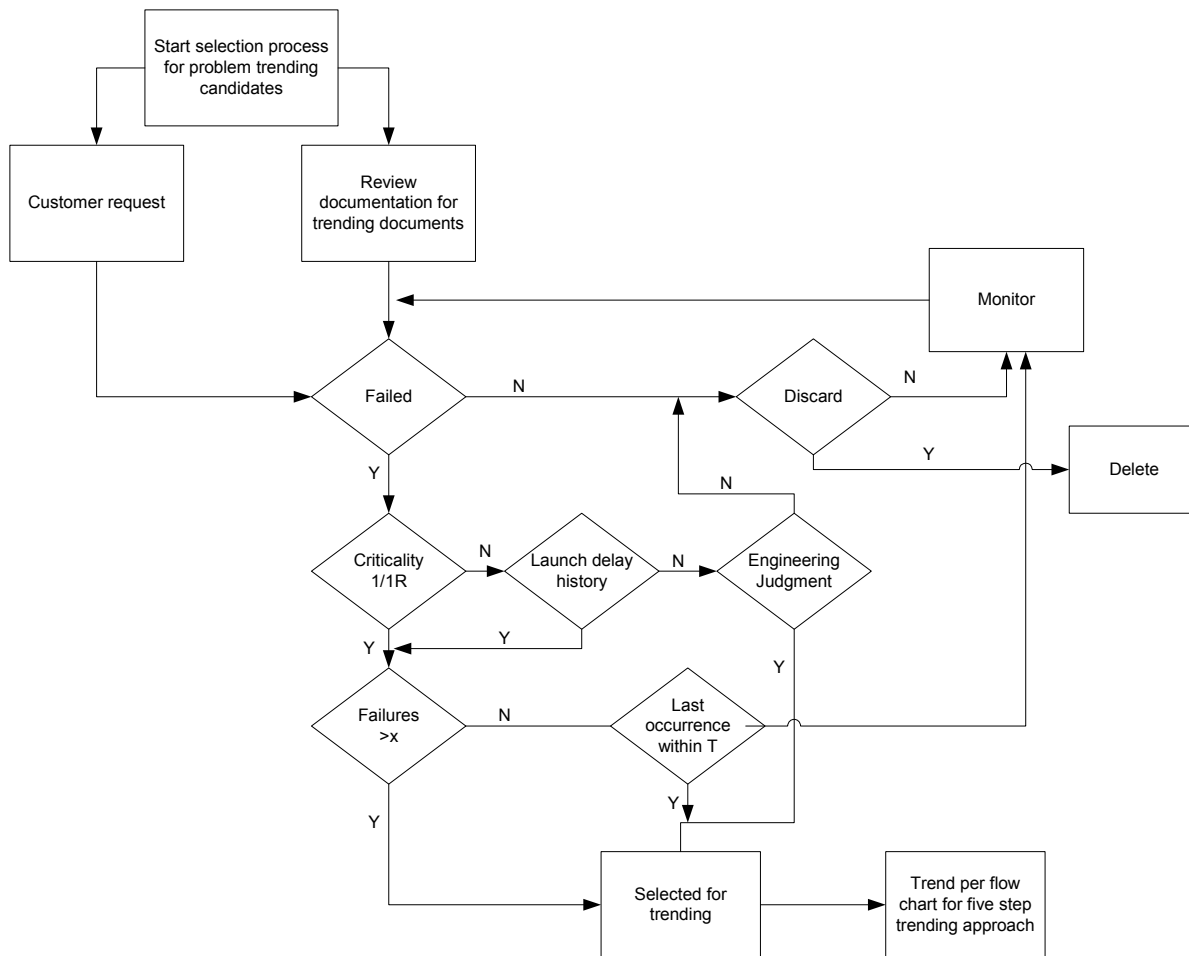 Start selection process
for problem trending
candidates
Customer request
Review
documentation for
trending documents
Monitor
Failed
N
Discard
N
Y
Y
Delete
N
Criticality
1/1R
N
Launch delay
history
N
Engineering
Judgment
Y
Y
Y
Failures
>x
N
Last
occurrence
within T
Y
Y
Selected for
trending
Trend per flow
chart for five step
trending approach